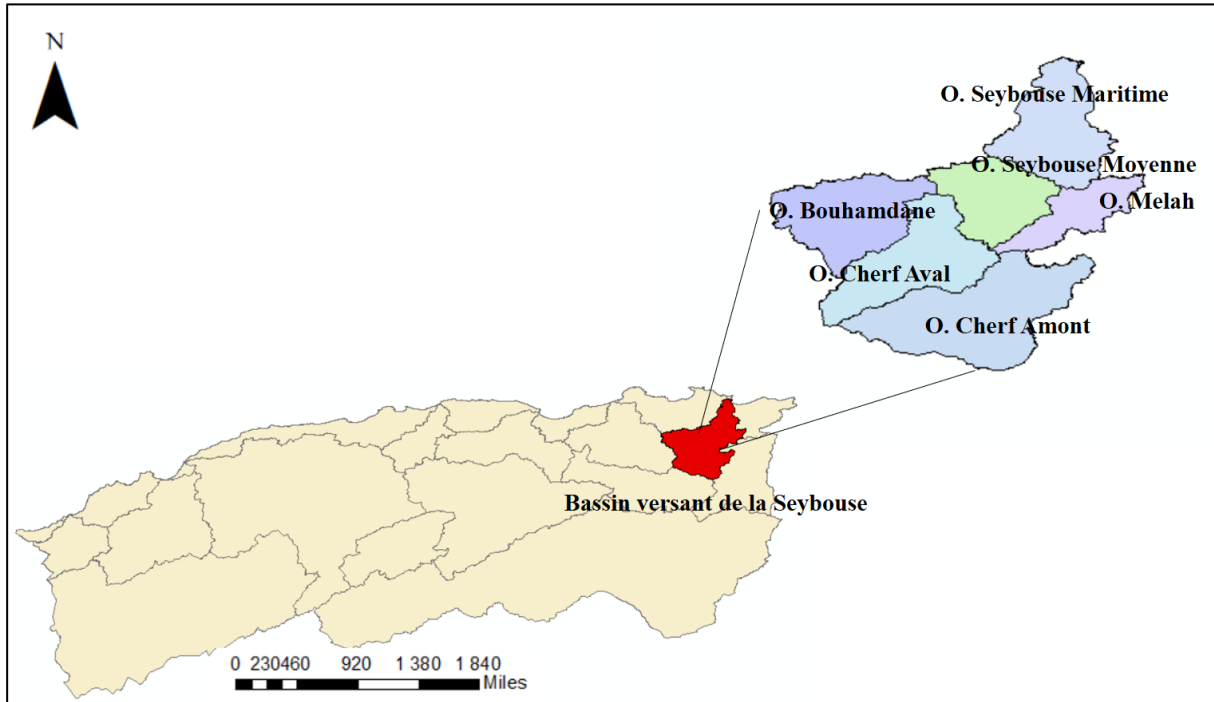 N
O. Seybouse Maritime
O. Seybouse Moyenne
O. Melah
O. Bouhamdane
O. Cherf Aval
O. Cherf Amont
Bassin versant de la Seybouse
0 230460 920 1 380 1 840
Miles